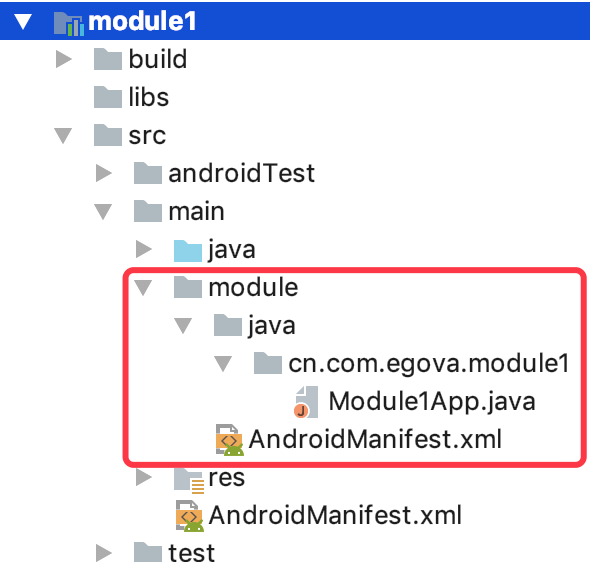 module1
build
libs
src
androidTest
main
java
module
java
cn.com.egova.module1
Module1App.java
AndroidManifest.xml
res
AndroidManifest.xml
test